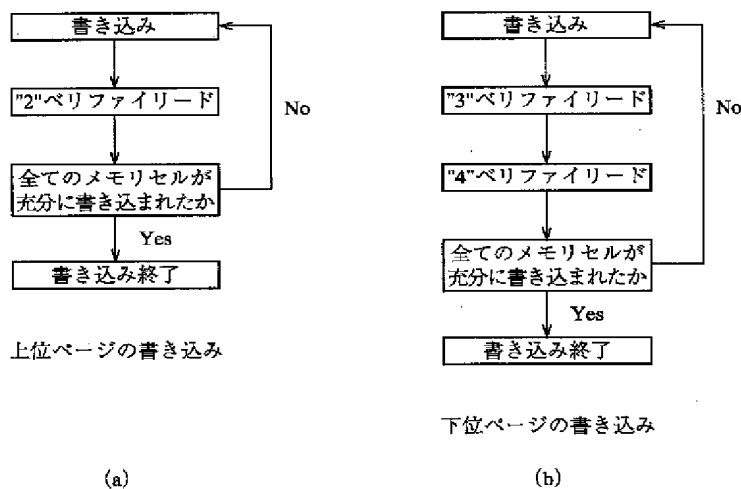 書き込み
"2"ベリファイリード
No
全てのメモリセルが
充分に書き込まれたか
Yes
書き込み終了
上位ページの書き込み
(a)
書き込み
"3"ベリファイリード
No
"4"ベリファイリード
全てのメモリセルが
充分に書き込まれたか
Yes
書き込み終了
下位ページの書き込み
(b)